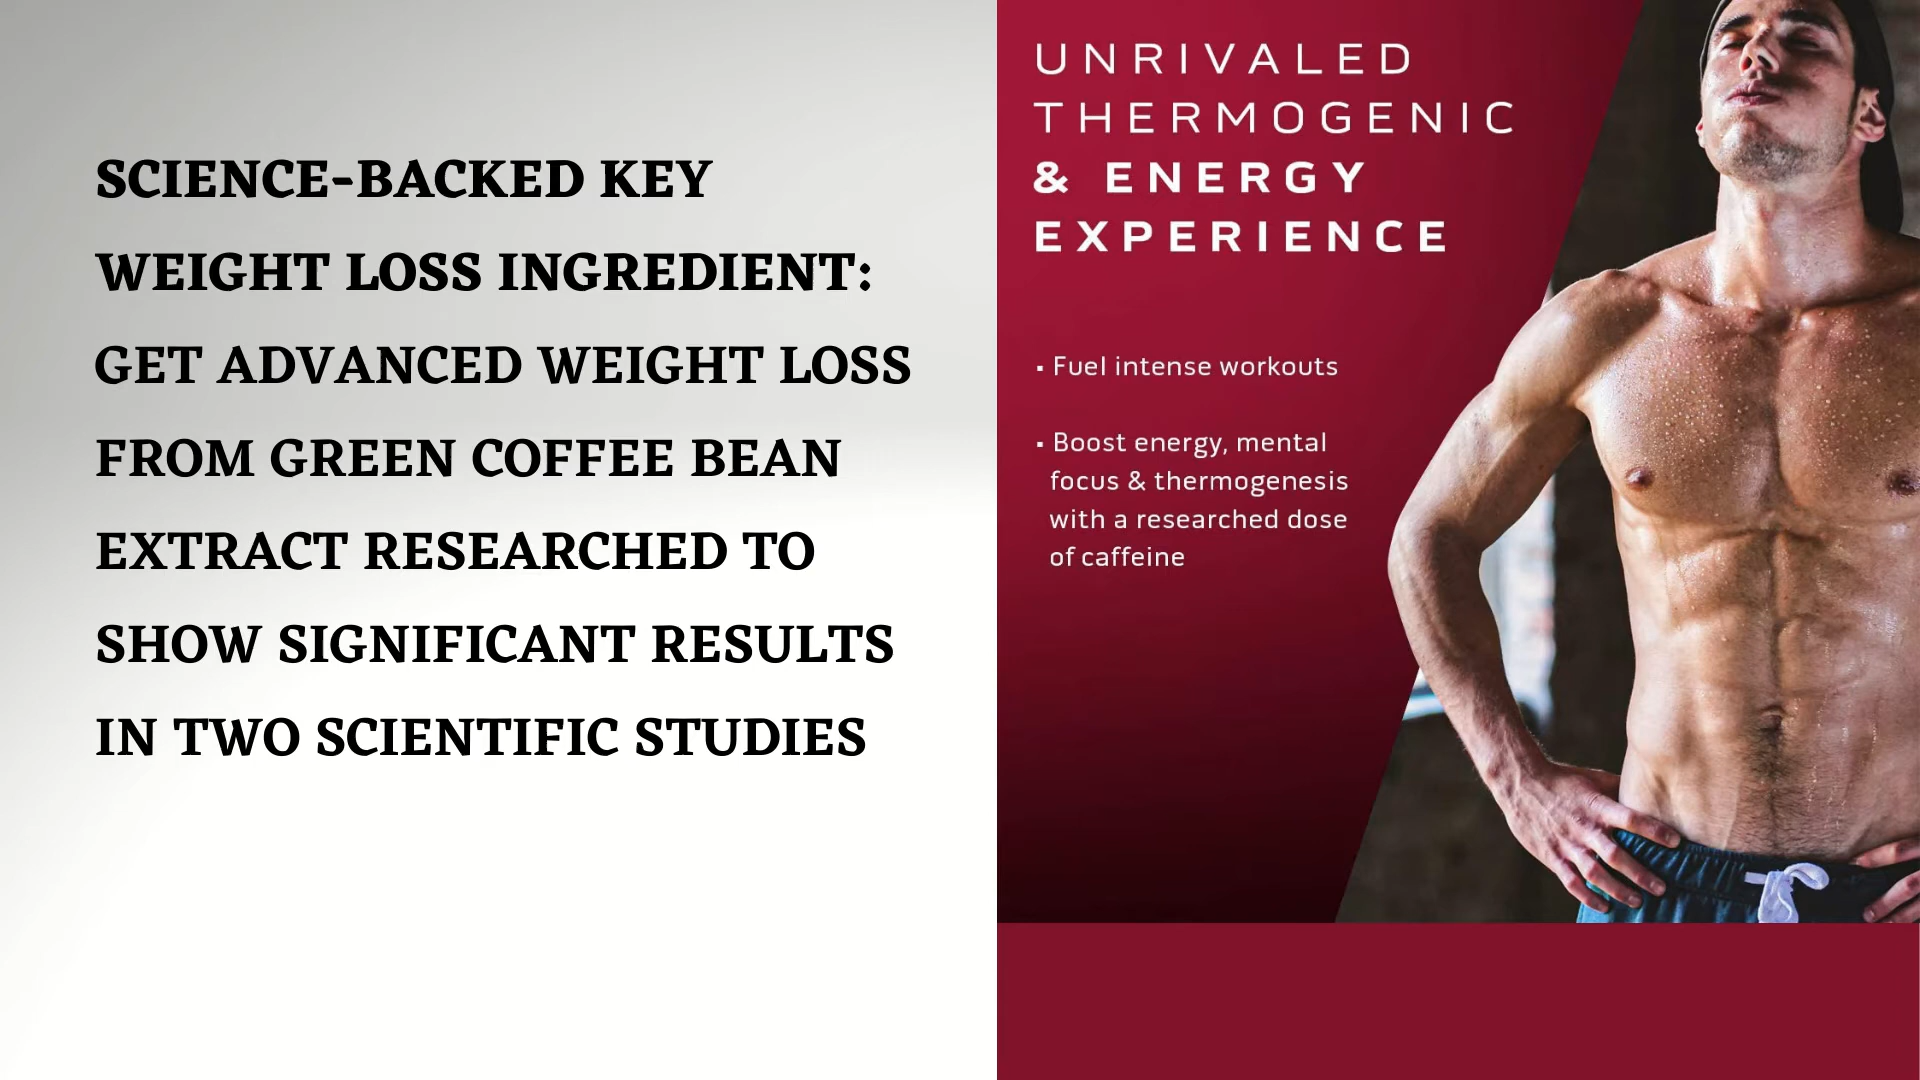 SCIENCE-BACKED KEY
WEIGHT LOSS INGREDIENT:
GET ADVANCED WEIGHT LOSS
FROM GREEN COFFEE BEAN
EXTRACT RESEARCHED TO
SHOW SIGNIFICANT RESULTS
IN TWO SCIENTIFIC STUDIES
UNRIVALED
THERMOGENIC
& ENERGY
EXPERIENCE
▪ Fuel intense workouts
▪ Boost energy, mental
focus & thermogenesis
with a researched dose
of caffeine